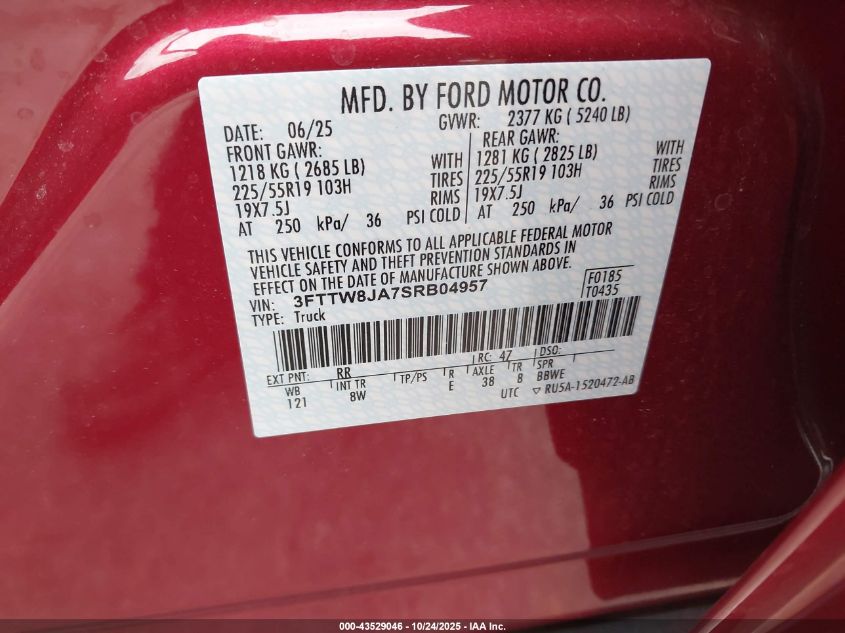 MFD. BY FORD MOTOR CO.
DATE: 06/25 GVWR: 2377 KG ( 5240 LB)
FRONT GAWR: REAR GAWR:
1218 KG ( 2685 LB) WITH 1281 KG ( 2825 LB) WITH
225/55R19 103H TIRES 225/55R19 103H TIRES
19X7.5J RIMS 19X7.5J RIMS
AT 250 kPa/ 36 PSI COLD AT 250 kPa/ 36 PSI COLD
THIS VEHICLE CONFORMS TO ALL APPLICABLE FEDERAL MOTOR
VEHICLE SAFETY AND THEFT PREVENTION STANDARDS IN
EFFECT ON THE DATE OF MANUFACTURE SHOWN ABOVE.
VIN: 3FTTW8JA7SRB04957 F0185
TYPE: Truck T0435
EXT PNT: RR RC: 47 DSO:
WB INT TR TP/PS R AXLE TR SPR
121 8W E 38 8 BBWE
UTC ▽ RU5A-1520472-AB
000-43529046 - 10/24/2025 - IAA Inc.